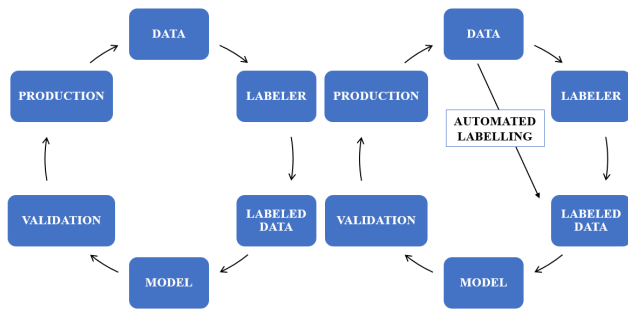 DATA
PRODUCTION
LABELER
VALIDATION
LABELED
DATA
MODEL
DATA
PRODUCTION
LABELER
AUTOMATED
LABELLING
VALIDATION
LABELED
DATA
MODEL